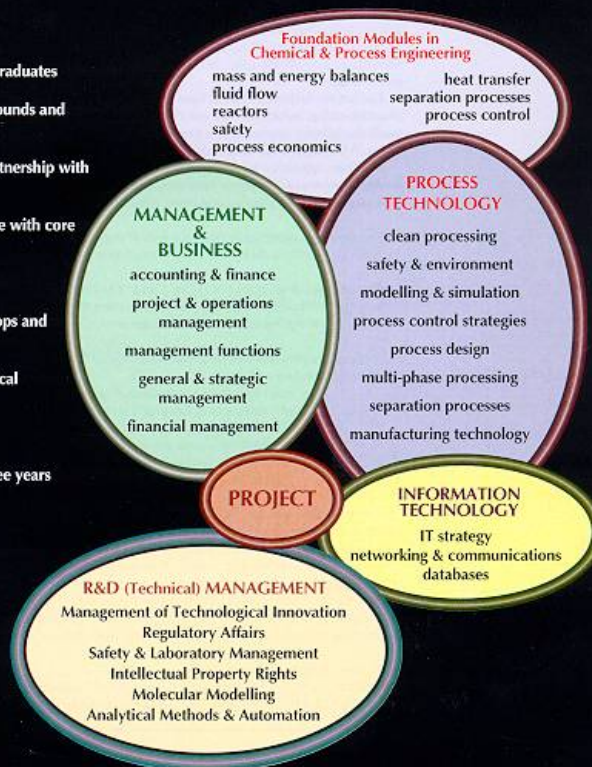 raduates
ounds and
tnership with
e with core
ops and
cal
ee years
Foundation Modules in
Chemical & Process Engineering
mass and energy balances
fluid flow
reactors
safety
process economics
heat transfer
separation processes
process control
MANAGEMENT
&
BUSINESS
accounting & finance
project & operations
management
management functions
general & strategic
management
financial management
PROCESS
TECHNOLOGY
clean processing
safety & environment
modelling & simulation
process control strategies
process design
multi-phase processing
separation processes
manufacturing technology
PROJECT
INFORMATION
TECHNOLOGY
IT strategy
networking & communications
databases
R&D (Technical) MANAGEMENT
Management of Technological Innovation
Regulatory Affairs
Safety & Laboratory Management
Intellectual Property Rights
Molecular Modelling
Analytical Methods & Automation